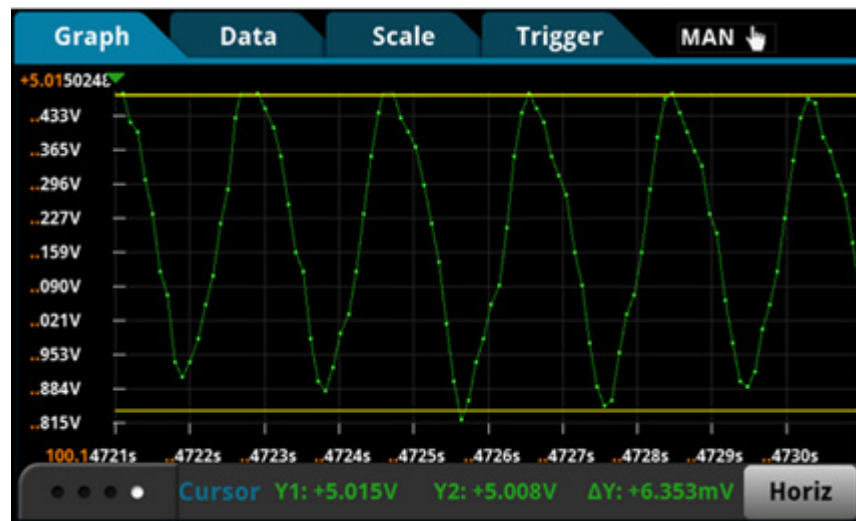 Graph Data Scale Trigger MAN
+5.0150248
..433V
..365V
..296V
..227V
..159V
..090V
..021V
..953V
..884V
..815V
100.14721s ..4722s ..4723s ..4724s ..4725s ..4726s ..4727s ..4728s ..4729s ..4730s
Cursor Y1: +5.015V Y2: +5.008V ΔY: +6.353mV Horiz